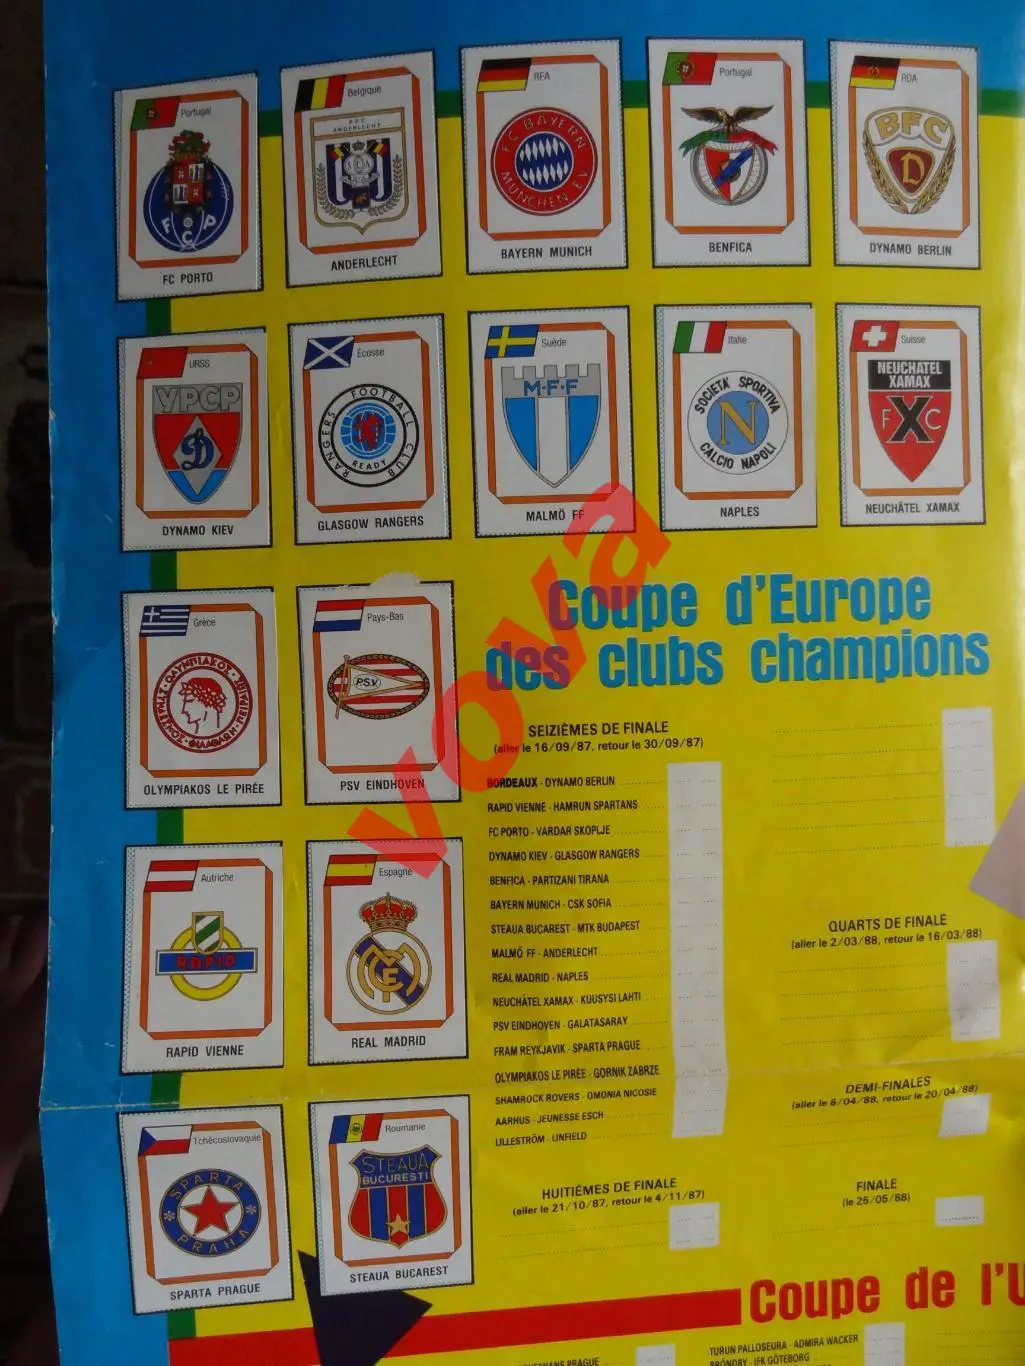 Portugal
FC PORTO
Belgique
R.S.C.
ANDERLECHT
ANDERLECHT
RFA
FC BAYERN
MÜNCHEN E.V.
BAYERN MUNICH
Portugal
BENFICA
RDA
BFC
D
DYNAMO BERLIN
URSS
УРСР
Д
DYNAMO KIEV
Écosse
RANGERS FOOTBALL CLUB
READY
GLASGOW RANGERS
Suède
M·F·F
MALMÖ FF
Italie
SOCIETA' SPORTIVA
N
CALCIO NAPOLI
NAPLES
Suisse
NEUCHATEL
XAMAX
F X C
NEUCHÂTEL XAMAX
Grèce
OLYMPIAKOS LE PIRÉE
Pays-Bas
P.S.V.
PSV EINDHOVEN
Coupe d'Europe
des clubs champions
SEIZIÈMES DE FINALE
(aller le 16/09/87, retour le 30/09/87)
BORDEAUX - DYNAMO BERLIN
RAPID VIENNE - HAMRUN SPARTANS
FC PORTO - VARDAR SKOPLJE
DYNAMO KIEV - GLASGOW RANGERS
BENFICA - PARTIZANI TIRANA
BAYERN MUNICH - CSK SOFIA
STEAUA BUCAREST - MTK BUDAPEST
MALMÖ FF - ANDERLECHT
REAL MADRID - NAPLES
NEUCHÂTEL XAMAX - KUUSYSI LAHTI
PSV EINDHOVEN - GALATASARAY
FRAM REYKJAVIK - SPARTA PRAGUE
OLYMPIAKOS LE PIRÉE - GORNIK ZABRZE
SHAMROCK ROVERS - OMONIA NICOSIE
AARHUS - JEUNESSE ESCH
LILLESTRÖM - LINFIELD
HUITIÈMES DE FINALE
(aller le 21/10/87, retour le 4/11/87)
QUARTS DE FINALE
(aller le 2/03/88, retour le 16/03/88)
DEMI-FINALES
(aller le 6/04/88, retour le 20/04/88)
FINALE
(le 25/05/88)
Autriche
RAPID
RAPID VIENNE
Espagne
REAL MADRID
Tchécoslovaquie
SPARTA
PRAHA
SPARTA PRAGUE
Roumanie
STEAUA
BUCUREŞTI
STEAUA BUCAREST
Coupe de l'U
BOHEMIANS PRAGUE
TURUN PALLOSEURA - ADMIRA WACKER
BRÖNDBY - IFK GÖTEBORG
vova